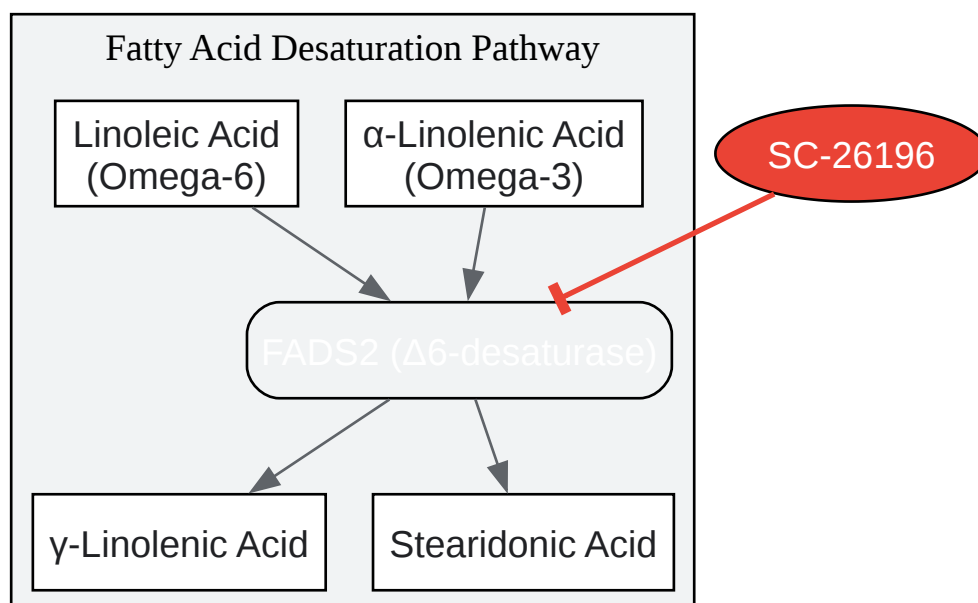 Fatty Acid Desaturation Pathway
Linoleic Acid
(Omega-6)
α-Linolenic Acid
(Omega-3)
SC-26196
FADS2 (Δ6-desaturase)
γ-Linolenic Acid
Stearidonic Acid